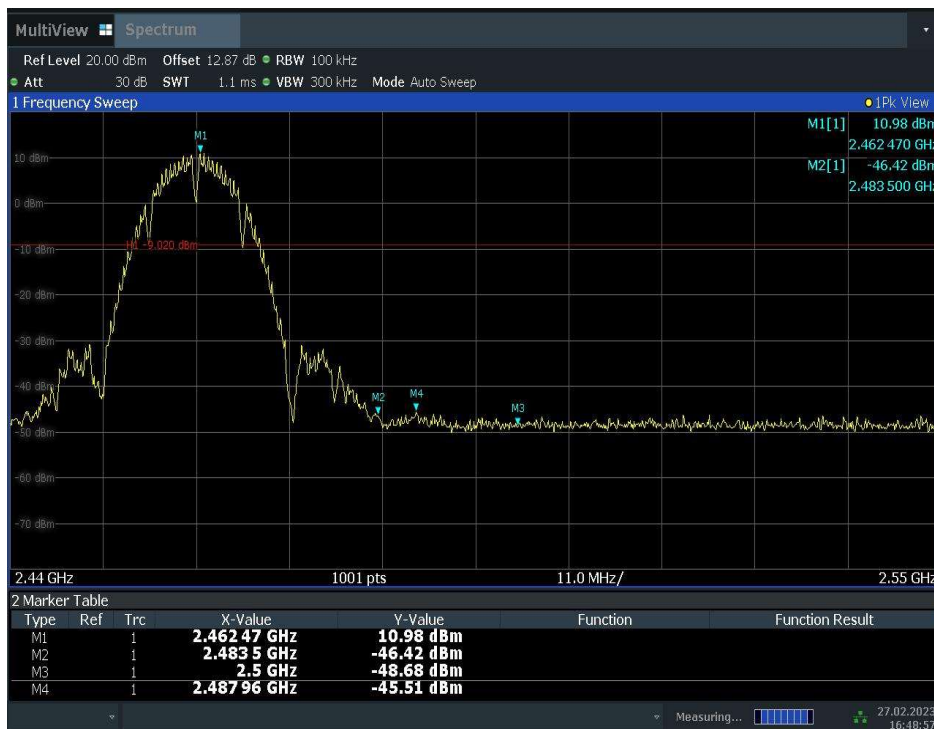 MultiView Spectrum
Ref Level 20.00 dBm Offset 12.87 dB RBW 100 kHz
Att 30 dB SWT 1.1 ms VBW 300 kHz Mode Auto Sweep
1 Frequency Sweep 1Pk View
M1[1] 10.98 dBm
2.462 470 GHz
M2[1] -46.42 dBm
2.483 500 GHz
M1
10 dBm
0 dBm
H1 -9.020 dBm
-10 dBm
-20 dBm
-30 dBm
-40 dBm
M2 M4 M3
-50 dBm
-60 dBm
-70 dBm
2.44 GHz 1001 pts 11.0 MHz/ 2.55 GHz
2 Marker Table
Type Ref Trc X-Value Y-Value Function Function Result
M1 1 2.462 47 GHz 10.98 dBm
M2 1 2.483 5 GHz -46.42 dBm
M3 1 2.5 GHz -48.68 dBm
M4 1 2.487 96 GHz -45.51 dBm
Measuring... 27.02.2023
16:48:57